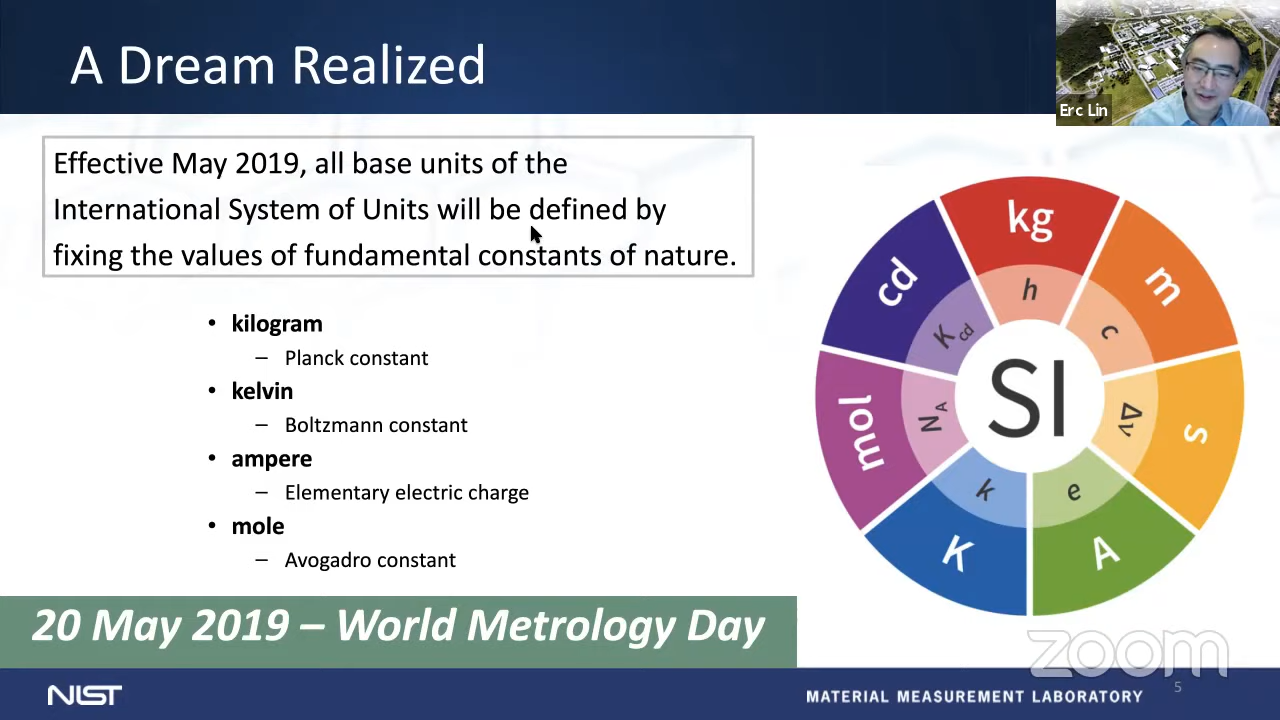 A Dream Realized
Erc Lin
Effective May 2019, all base units of the
International System of Units will be defined by
fixing the values of fundamental constants of nature.
• kilogram
– Planck constant
• kelvin
– Boltzmann constant
• ampere
– Elementary electric charge
• mole
– Avogadro constant
kg
m
s
A
K
mol
cd
h
c
Δν
e
k
N_A
K_cd
SI
20 May 2019 – World Metrology Day
zoom
NIST
MATERIAL MEASUREMENT LABORATORY
5